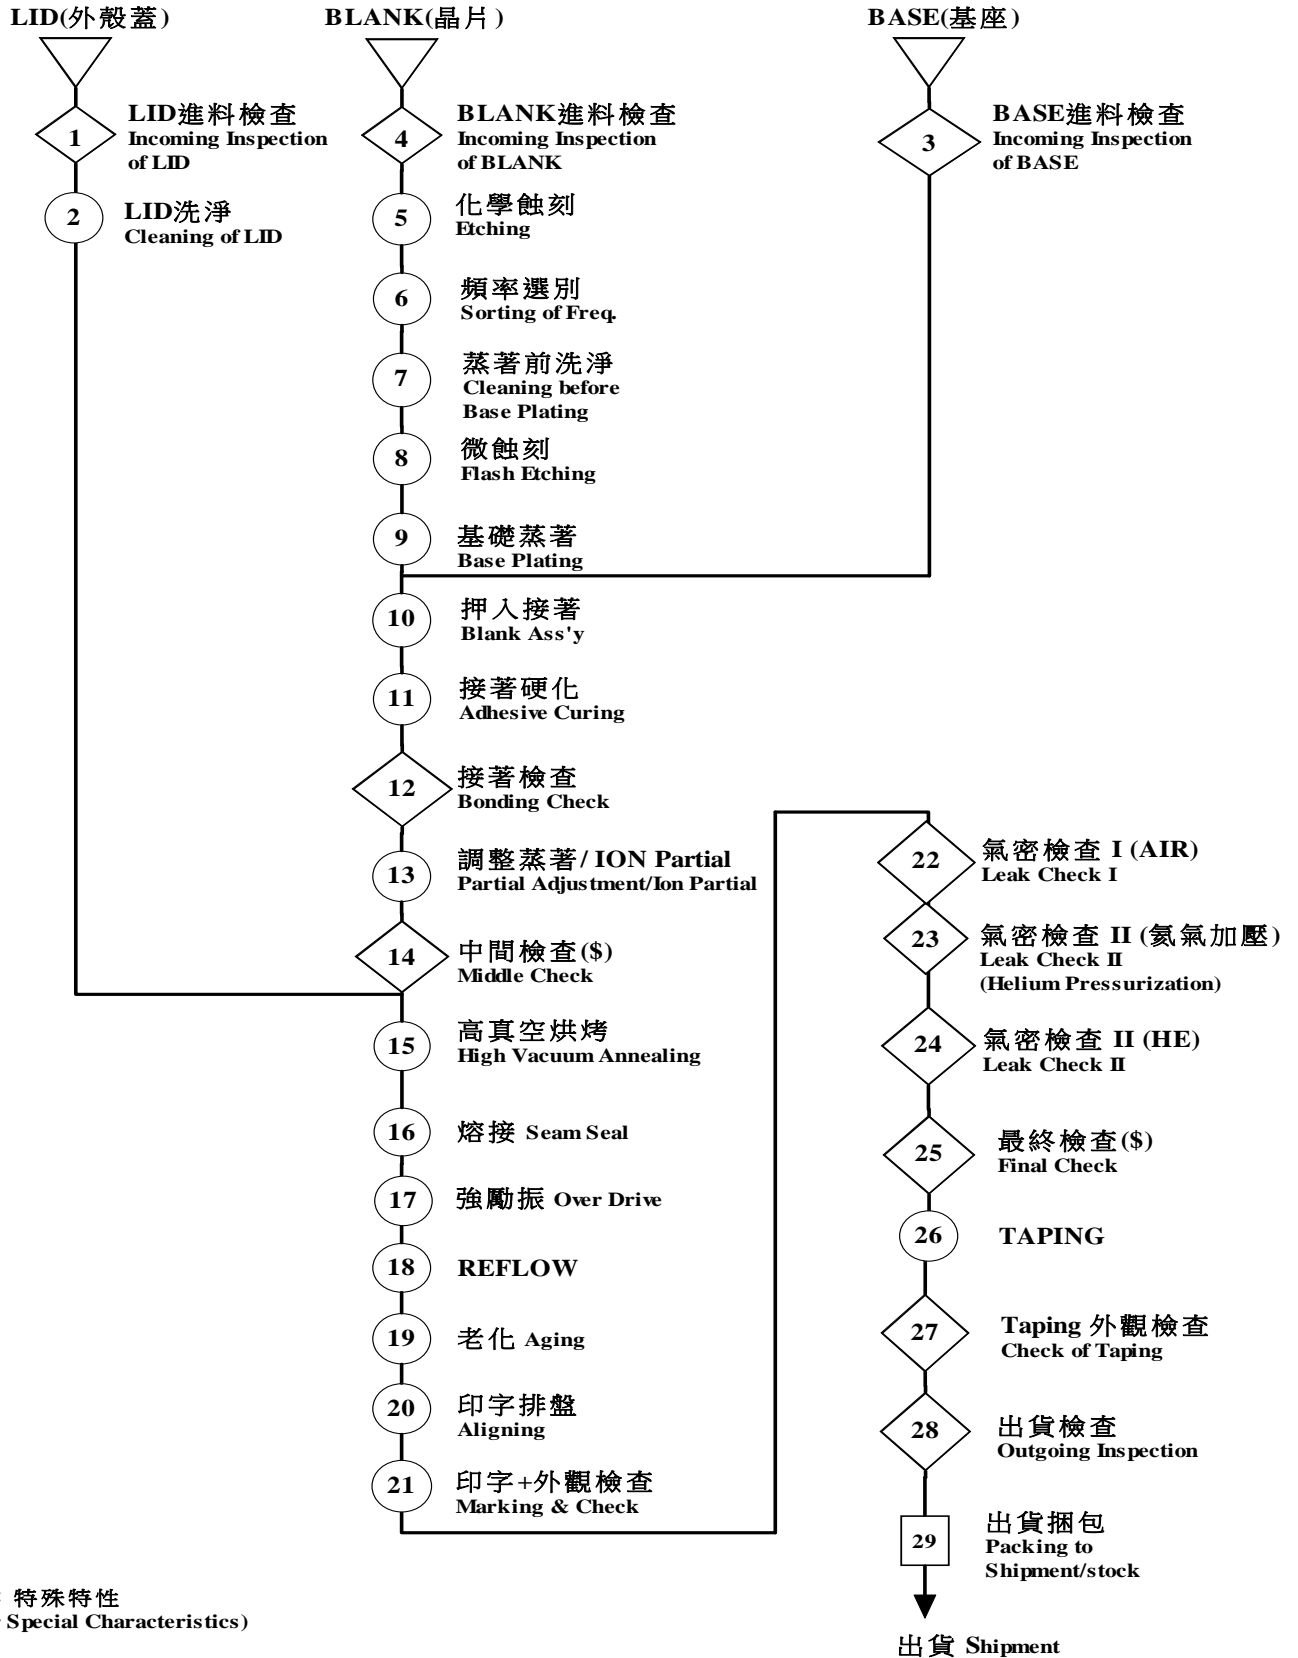 LID(外殼蓋)
BLANK(晶片)
BASE(基座)
1
LID進料檢查
Incoming Inspection
of LID
4
BLANK進料檢查
Incoming Inspection
of BLANK
3
BASE進料檢查
Incoming Inspection
of BASE
2
LID洗淨
Cleaning of LID
5
化學蝕刻
Etching
6
頻率選別
Sorting of Freq.
7
蒸著前洗淨
Cleaning before
Base Plating
8
微蝕刻
Flash Etching
9
基礎蒸著
Base Plating
10
押入接著
Blank Ass'y
11
接著硬化
Adhesive Curing
12
接著檢查
Bonding Check
13
調整蒸著/ ION Partial
Partial Adjustment/Ion Partial
14
中間檢查($)
Middle Check
15
高真空烘烤
High Vacuum Annealing
16
熔接 Seam Seal
17
強勵振 Over Drive
18
REFLOW
19
老化 Aging
20
印字排盤
Aligning
21
印字+外觀檢查
Marking & Check
22
氣密檢查 I (AIR)
Leak Check I
23
氣密檢查 II (氦氣加壓)
Leak Check II
(Helium Pressurization)
24
氣密檢查 II (HE)
Leak Check II
25
最終檢查($)
Final Check
26
TAPING
27
Taping 外觀檢查
Check of Taping
28
出貨檢查
Outgoing Inspection
29
出貨捆包
Packing to
Shipment/stock
出貨 Shipment
特殊特性
Special Characteristics)